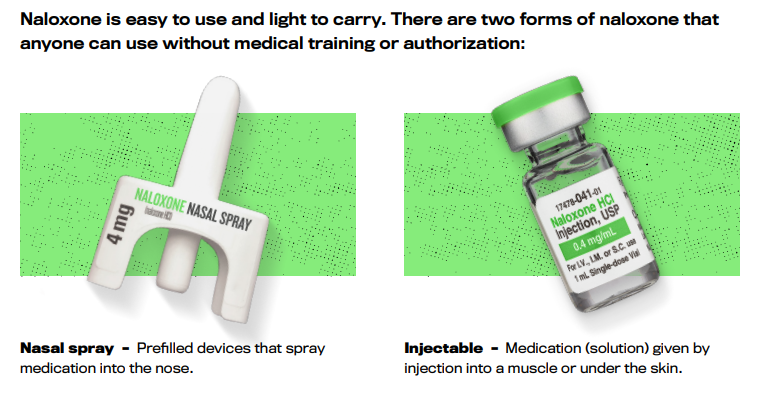 Naloxone is easy to use and light to carry. There are two forms of naloxone that
anyone can use without medical training or authorization:
NALOXONE NASAL SPRAY
(naloxone HCl)
4 mg
17478-041-01
Naloxone HCl
Injection, USP
0.4 mg/mL
For I.V., I.M. or S.C. use
1 mL Single-dose Vial
Nasal spray - Prefilled devices that spray
medication into the nose.
Injectable - Medication (solution) given by
injection into a muscle or under the skin.